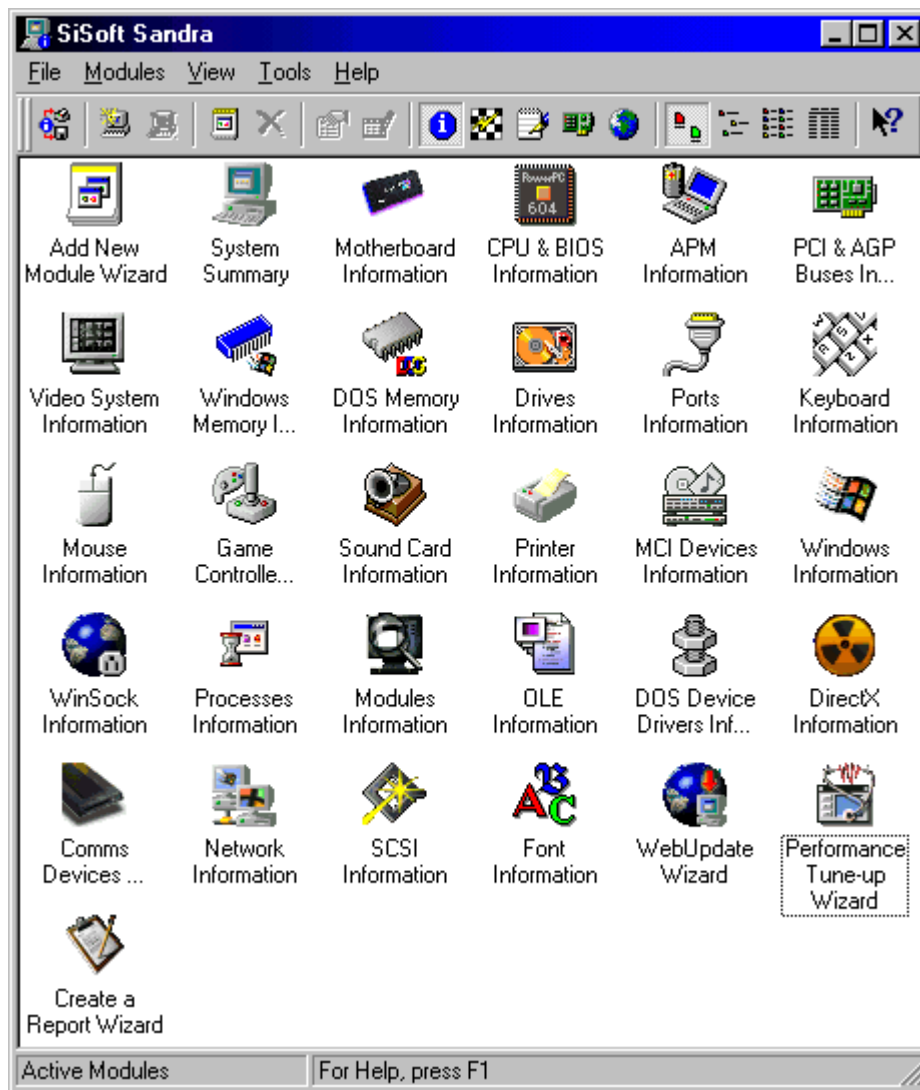 SiSoft Sandra
File Modules View Tools Help
Add New System Motherboard CPU & BIOS APM PCI & AGP
Module Wizard Summary Information Information Information Buses In...
Video System Windows DOS Memory Drives Ports Keyboard
Information Memory I... Information Information Information Information
Mouse Game Sound Card Printer MCI Devices Windows
Information Controlle... Information Information Information Information
WinSock Processes Modules OLE DOS Device DirectX
Information Information Information Information Drivers Inf... Information
Comms Network SCSI Font WebUpdate Performance
Devices ... Information Information Information Wizard Tune-up
Wizard
Create a
Report Wizard
Active Modules For Help, press F1